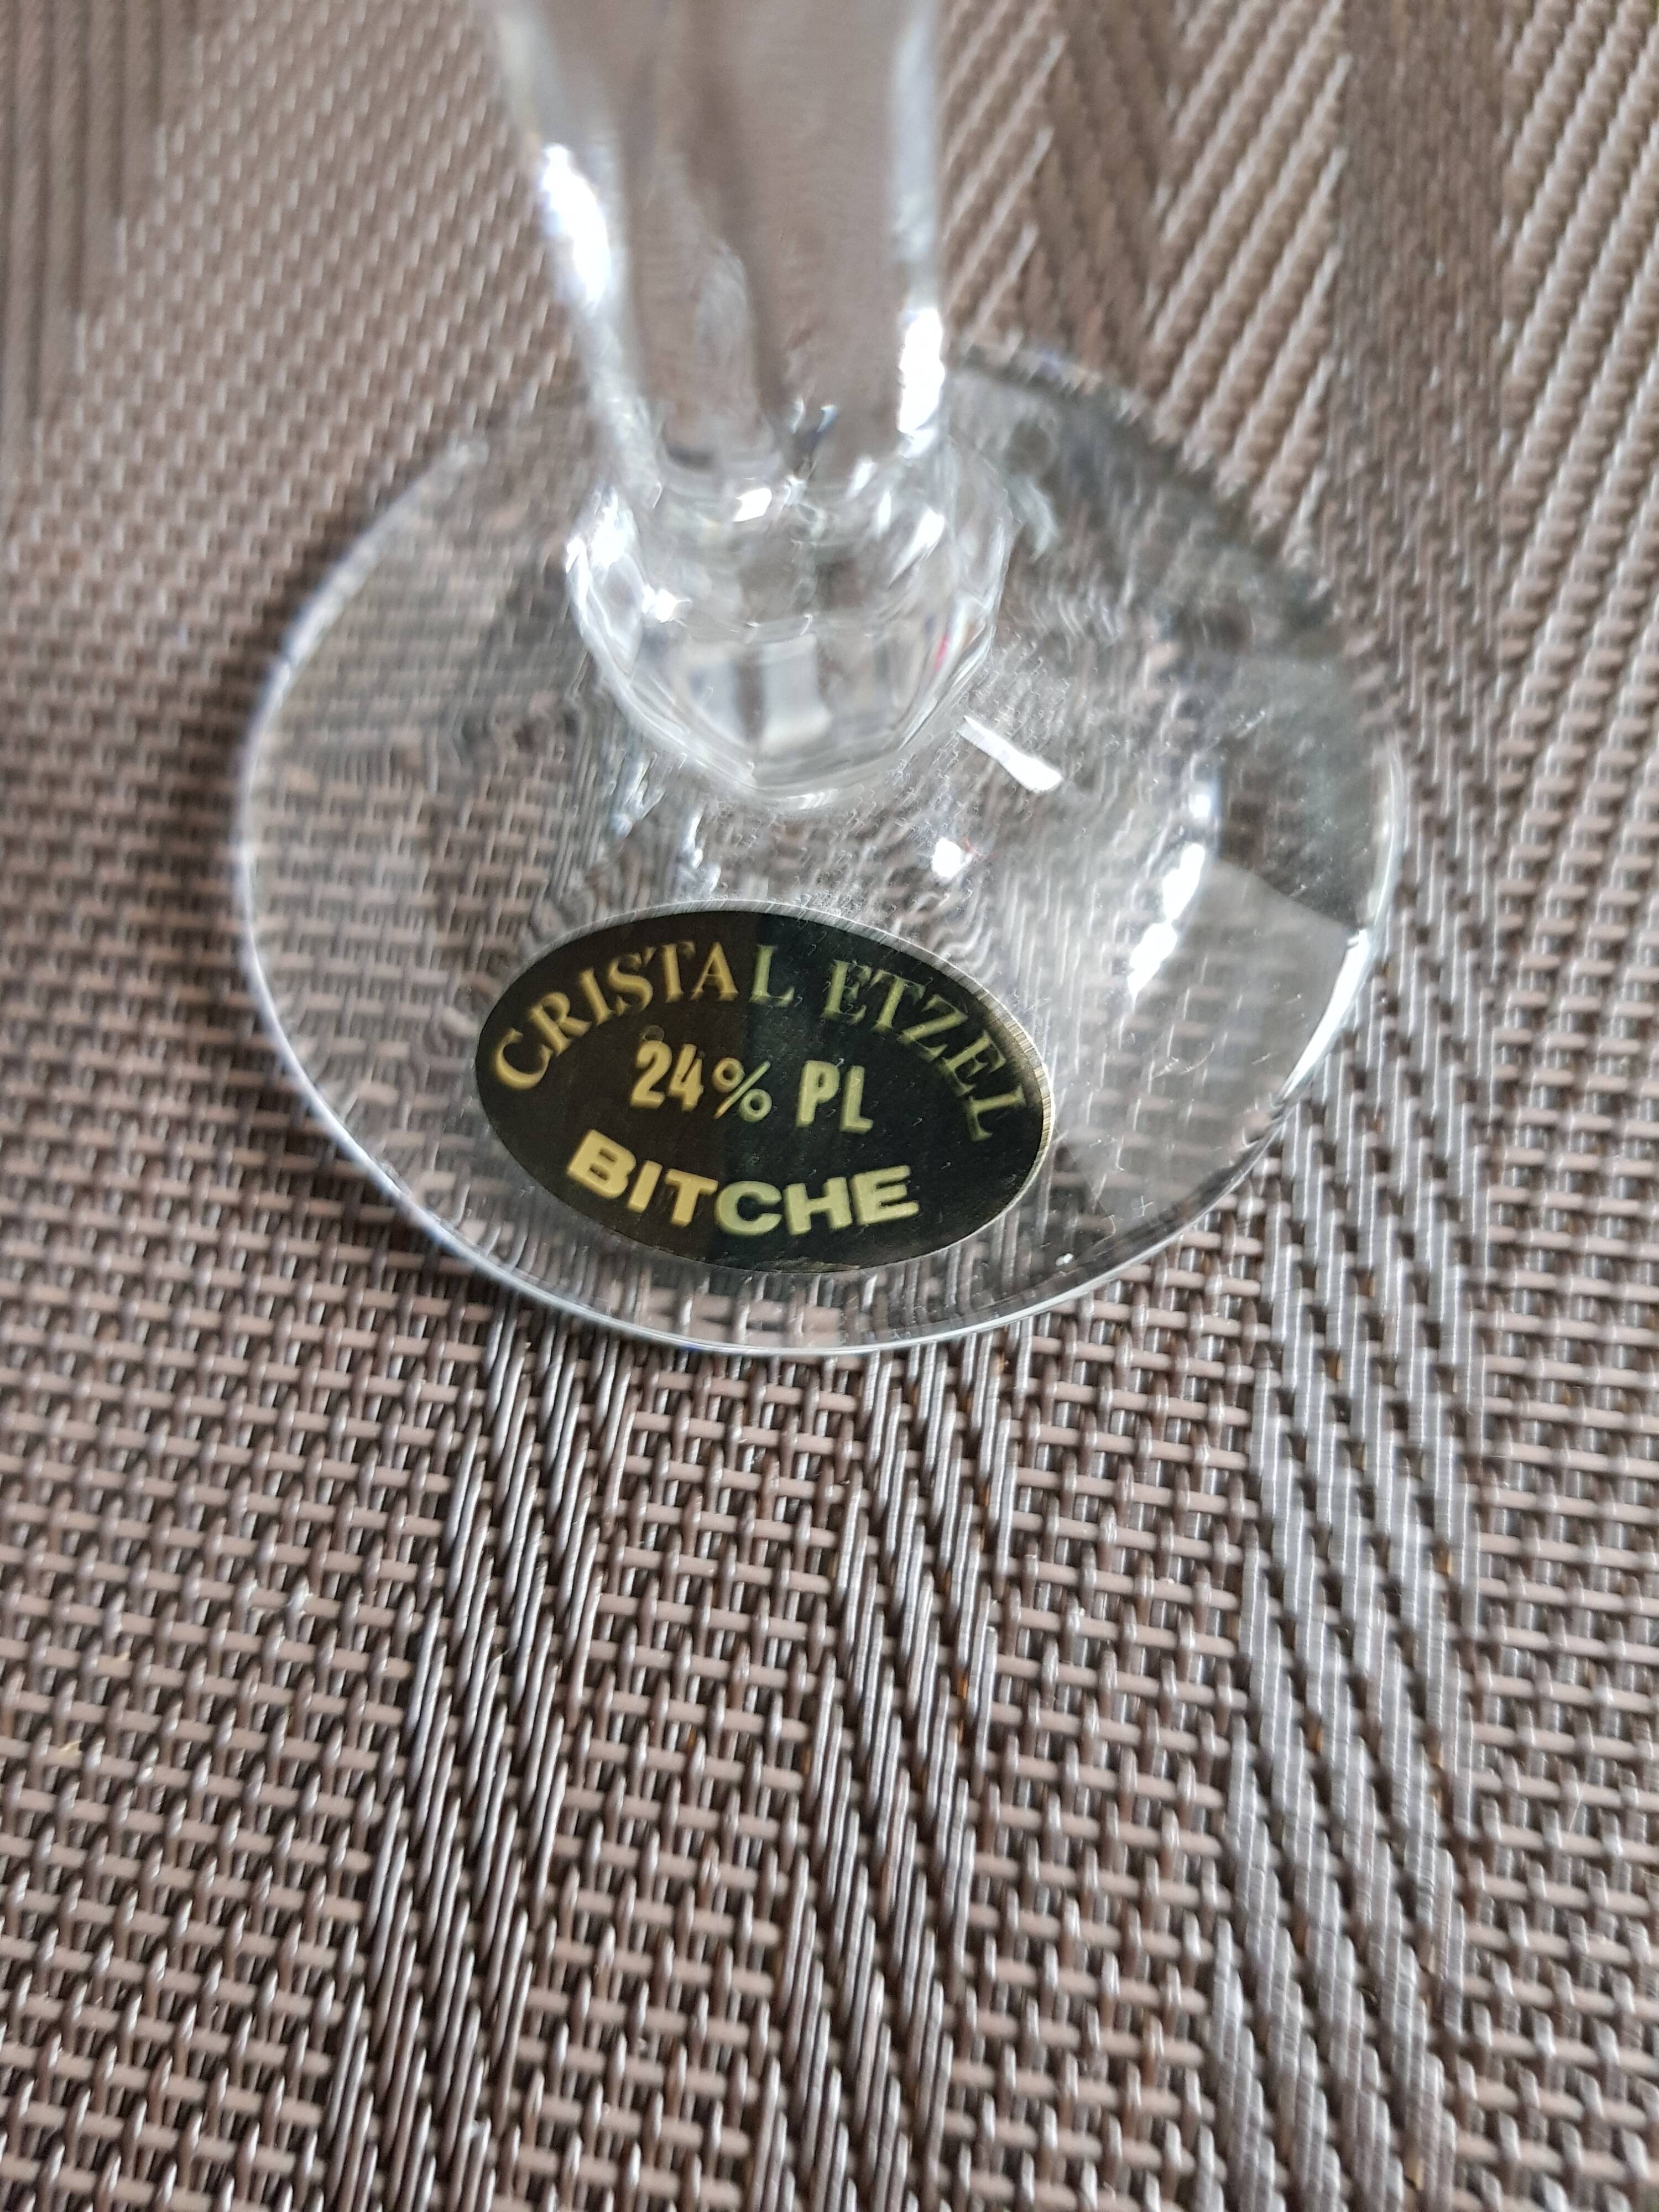 CRISTAL ETZEL
24% PL
BITCHE